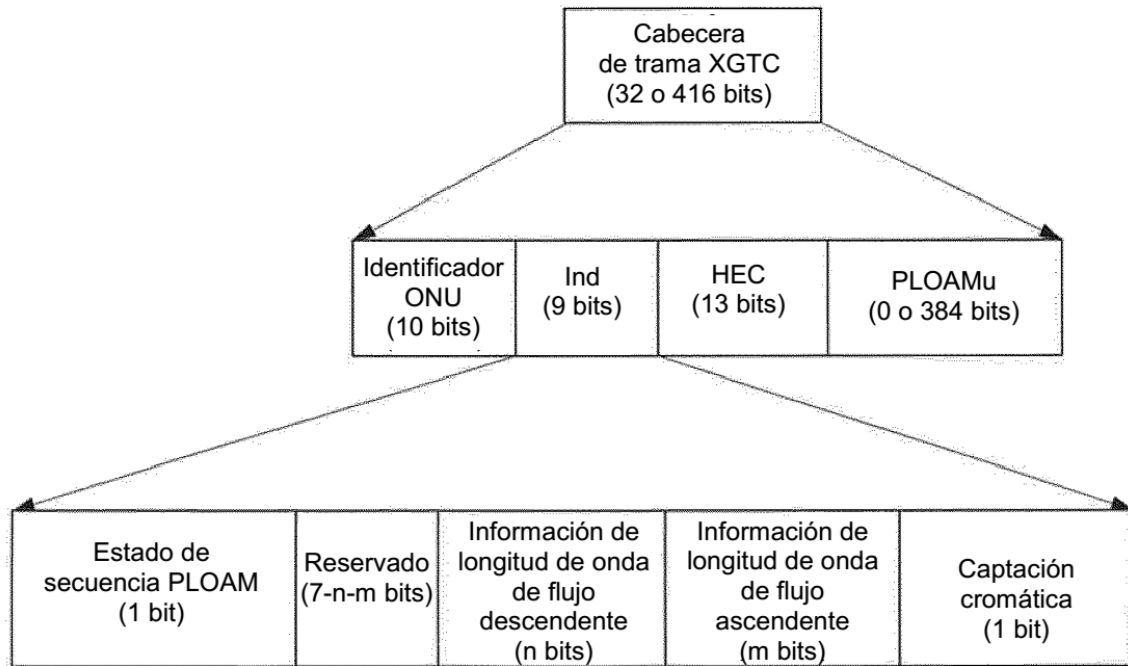 Cabecera
de trama XGTC
(32 o 416 bits)
Identificador
ONU
(10 bits)
Ind
(9 bits)
HEC
(13 bits)
PLOAMu
(0 o 384 bits)
Estado de
secuencia PLOAM
(1 bit)
Reservado
(7-n-m bits)
Información de
longitud de onda
de flujo
descendente
(n bits)
Información de
longitud de onda
de flujo
ascendente
(m bits)
Captación
cromática
(1 bit)